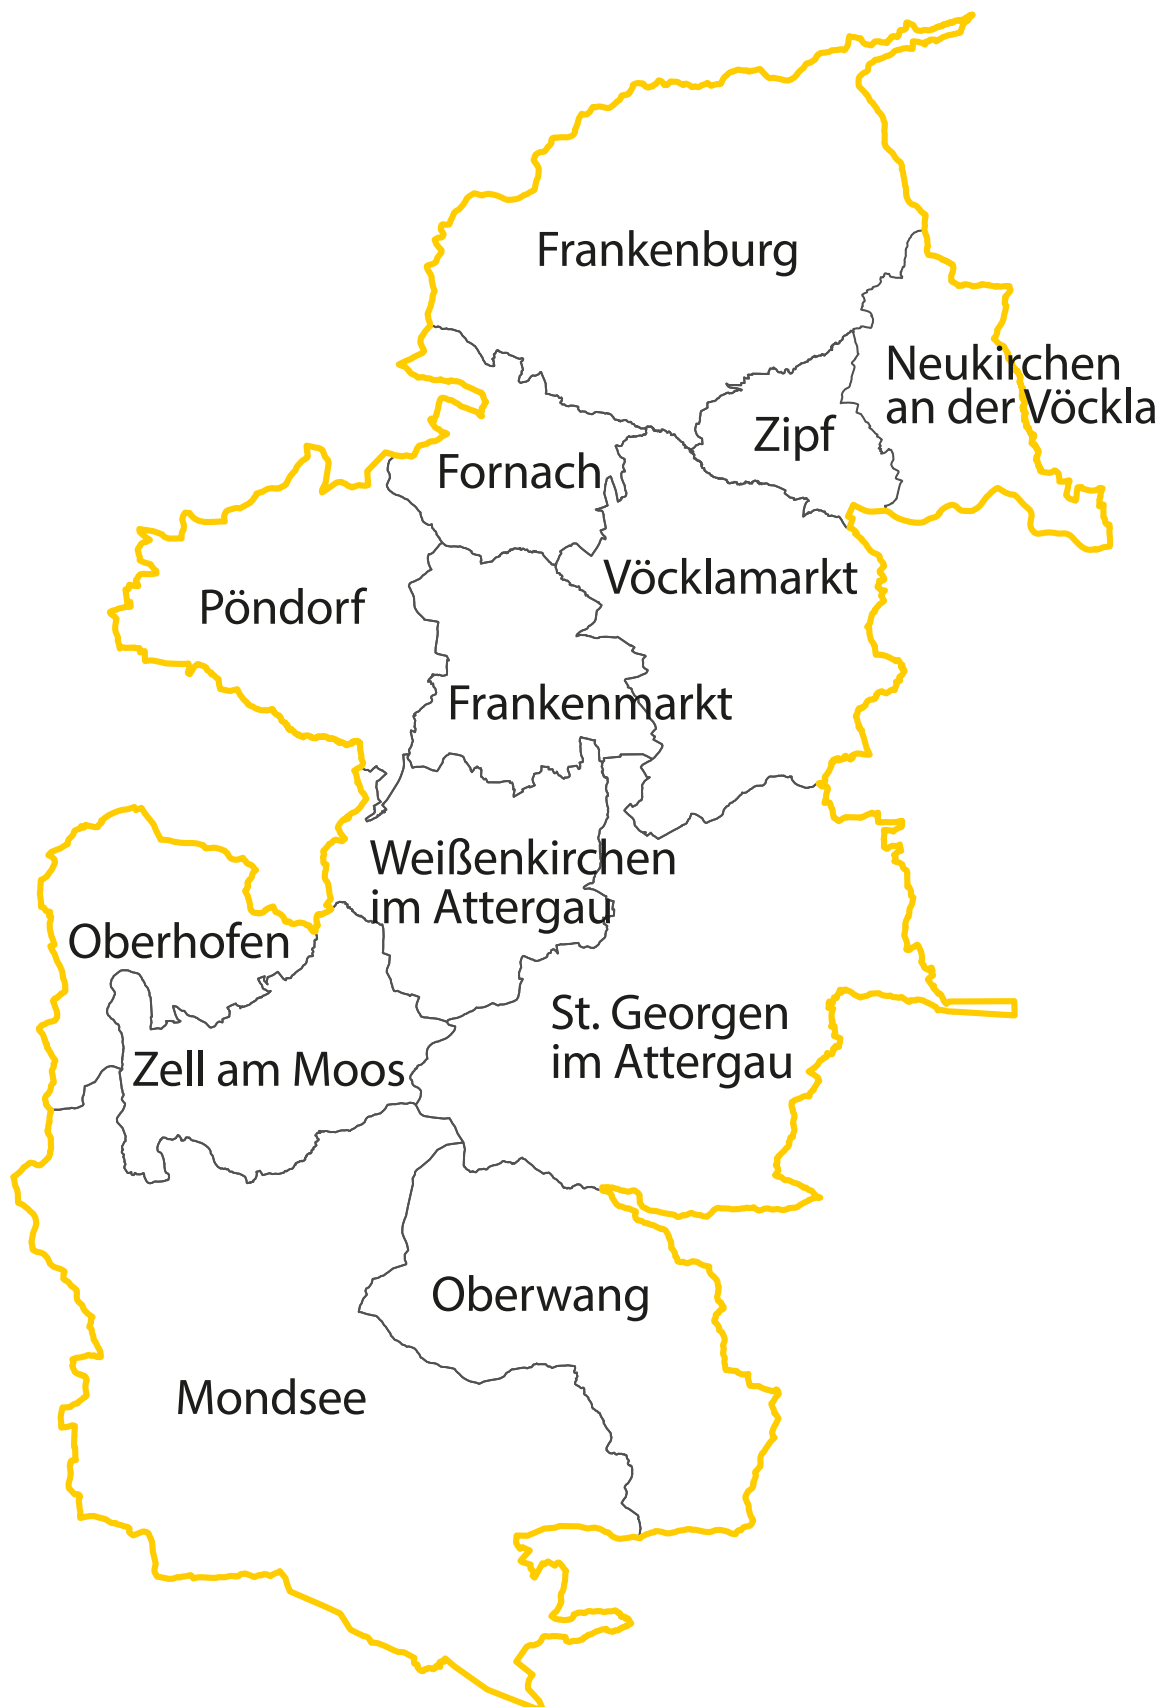 Frankenburg
Neukirchen
an der Vöckla
Zipf
Fornach
Vöcklamarkt
Pöndorf
Frankenmarkt
Weißenkirchen
im Attergau
Oberhofen
St. Georgen
im Attergau
Zell am Moos
Oberwang
Mondsee